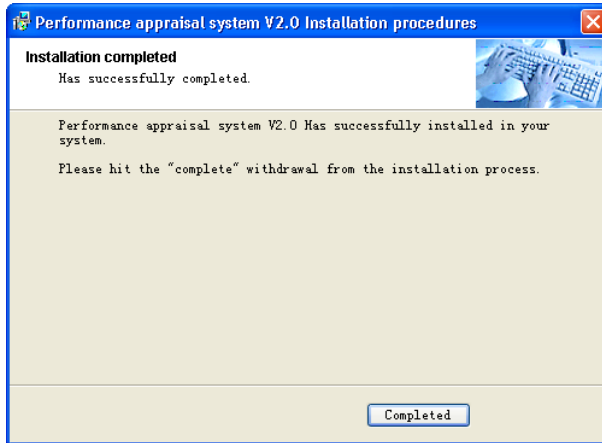 Performance appraisal system V2.0 Installation procedures
Installation completed
Has successfully completed.
Performance appraisal system V2.0 Has successfully installed in your
system.
Please hit the "complete" withdrawal from the installation process.
Completed